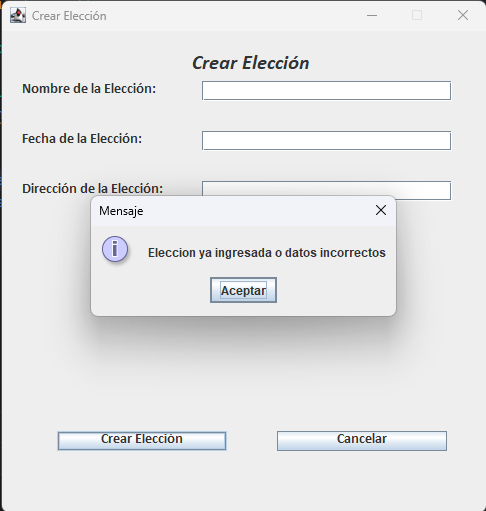 Crear Elección
Crear Elección
Nombre de la Elección:
Fecha de la Elección:
Dirección de la Elección:
Mensaje
Eleccion ya ingresada o datos incorrectos
Aceptar
Crear Elección
Cancelar